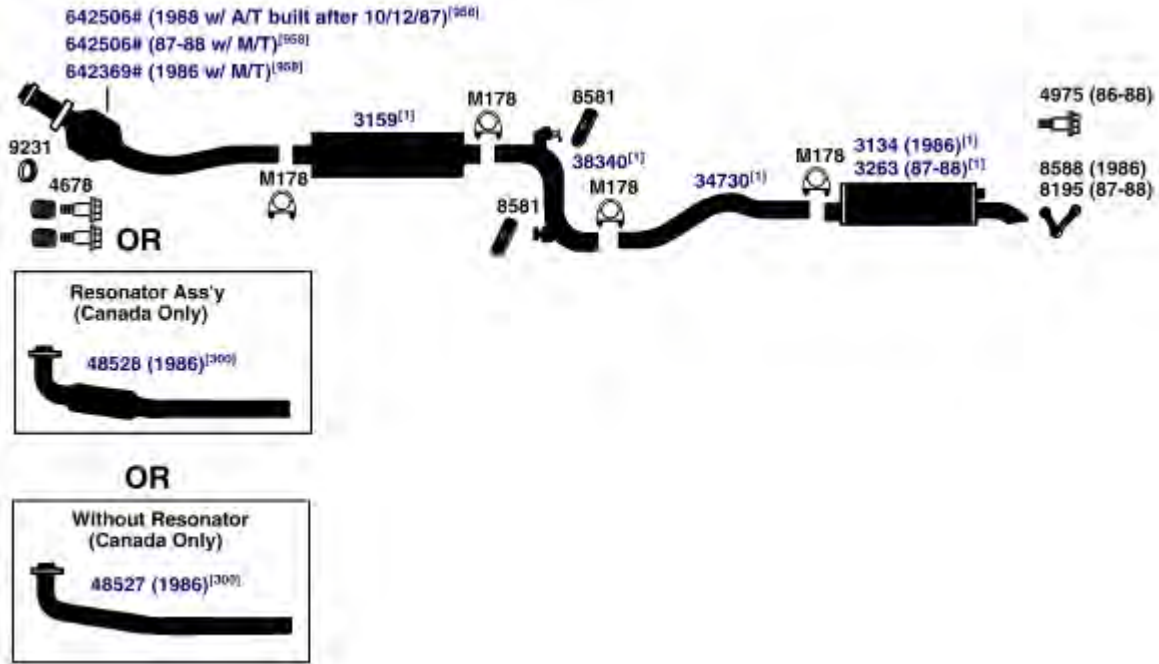 642506# (1988 w/ A/T built after 10/12/87)[958]
642506# (87-88 w/ M/T)[958]
642369# (1986 w/ M/T)[958]
9231
4678
M178
3159[1]
M178
8581
8581
38340[1]
M178
34730[1]
M178
3134 (1986)[1]
3263 (87-88)[1]
4975 (86-88)
8588 (1986)
8195 (87-88)
OR
Resonator Ass'y
(Canada Only)
48528 (1986)[300]
OR
Without Resonator
(Canada Only)
48527 (1986)[300]